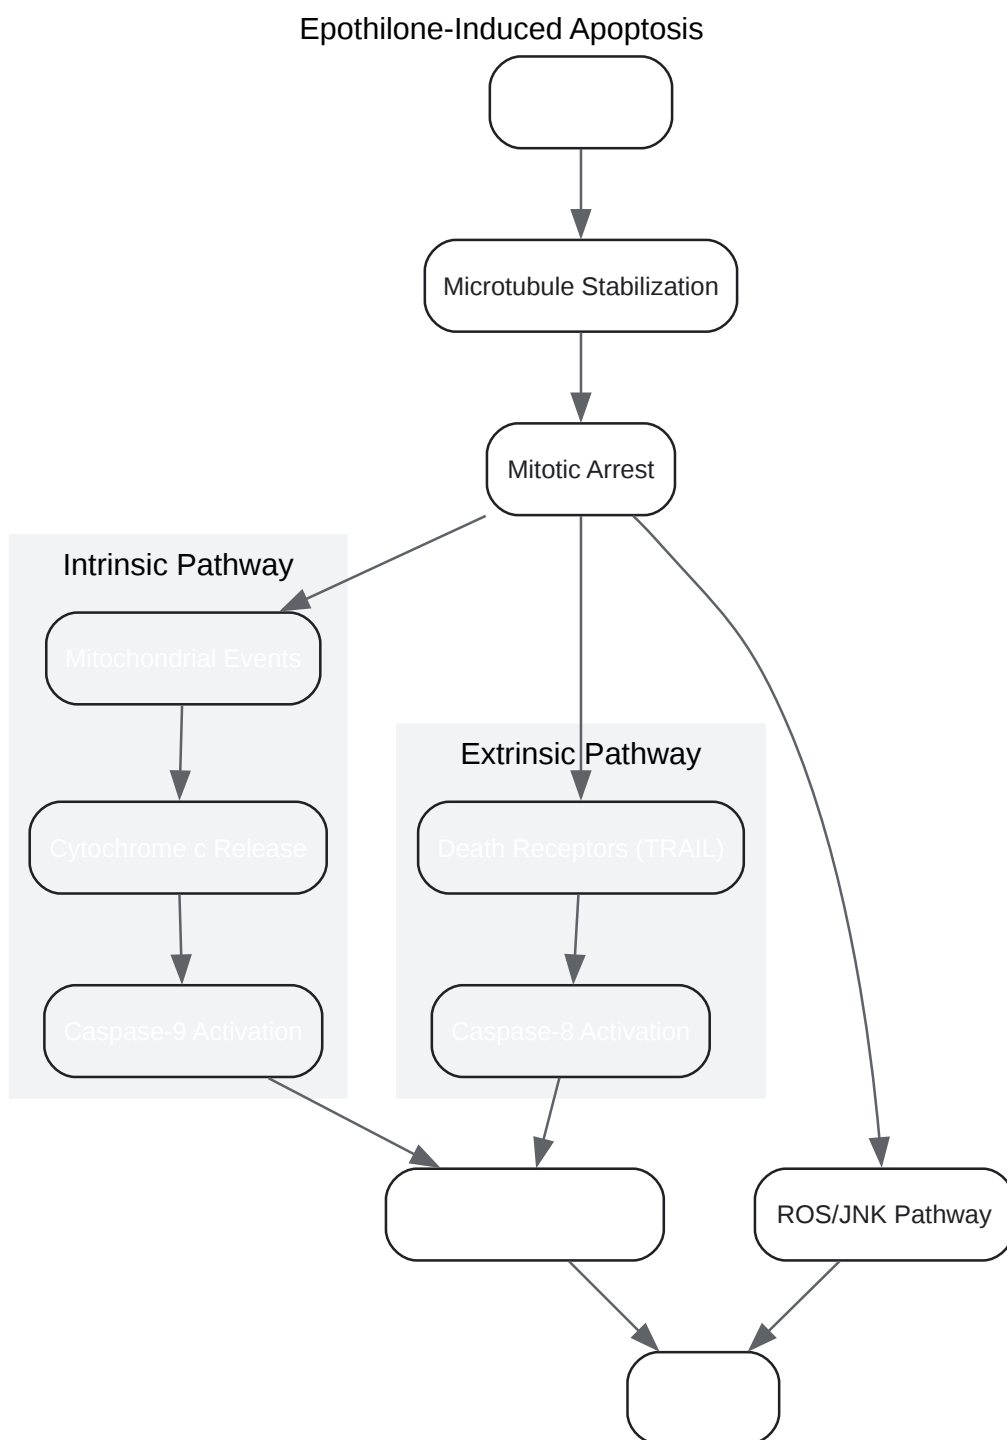 Epothilone-Induced Apoptosis
Microtubule Stabilization
Mitotic Arrest
Intrinsic Pathway
Mitochondrial Events
Extrinsic Pathway
Cytochrome c Release
Death Receptors (TRAIL)
Caspase-9 Activation
Caspase-8 Activation
ROS/JNK Pathway